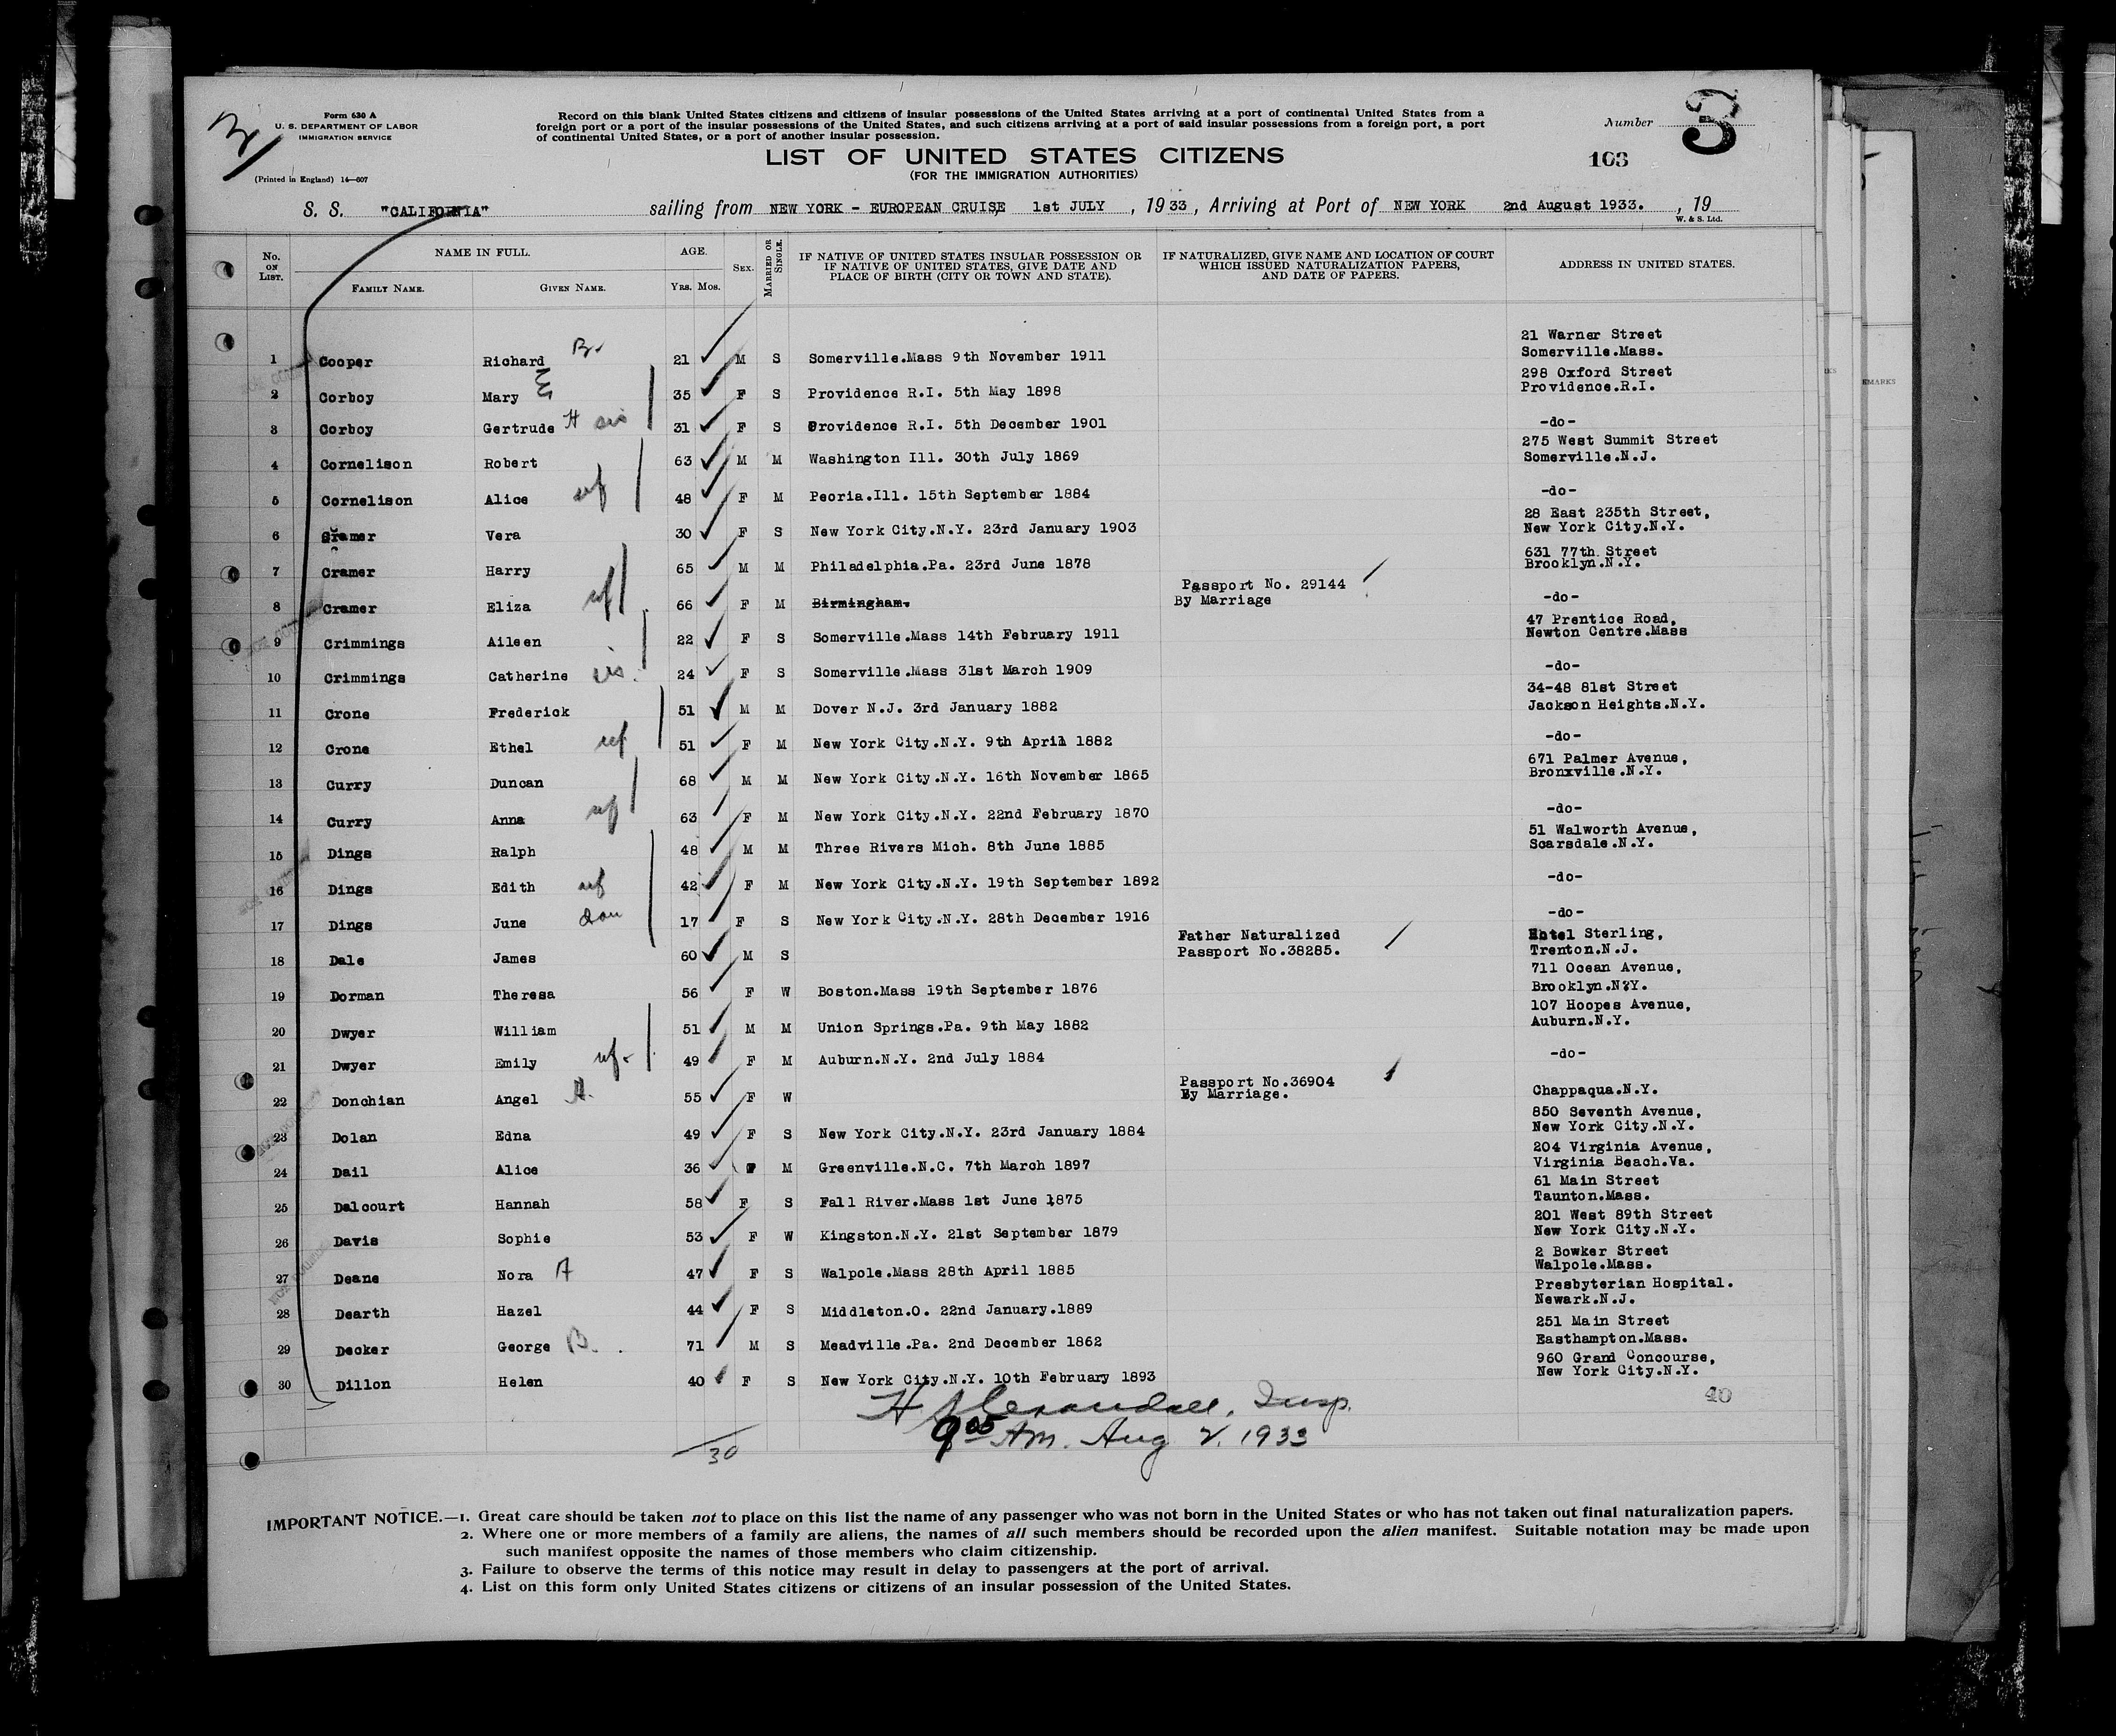 Form 630 A
U. S. DEPARTMENT OF LABOR
IMMIGRATION SERVICE
(Printed in England) 14—607
Record on this blank United States citizens and citizens of insular possessions of the United States arriving at a port of continental United States from a
foreign port or a port of the insular possessions of the United States, and such citizens arriving at a port of said insular possessions from a foreign port, a port
of continental United States, or a port of another insular possession.
Number 3
LIST OF UNITED STATES CITIZENS
103
(FOR THE IMMIGRATION AUTHORITIES)
S. S. "CALIFORNIA" sailing from NEW YORK - EUROPEAN CRUISE 1st JULY , 1933, Arriving at Port of NEW YORK 2nd August 1933. , 19
W. & S. Ltd.
No. ON LIST. NAME IN FULL. FAMILY NAME. GIVEN NAME. AGE. YRS. MOS. SEX. MARRIED OR SINGLE.
IF NATIVE OF UNITED STATES INSULAR POSSESSION OR
IF NATIVE OF UNITED STATES, GIVE DATE AND
PLACE OF BIRTH (CITY OR TOWN AND STATE).
IF NATURALIZED, GIVE NAME AND LOCATION OF COURT
WHICH ISSUED NATURALIZATION PAPERS,
AND DATE OF PAPERS.
ADDRESS IN UNITED STATES.
1 Cooper Richard B. 21 M S Somerville.Mass 9th November 1911 21 Warner Street
Somerville.Mass.
2 Corboy Mary E 35 F S Providence R.I. 5th May 1898 298 Oxford Street
Providence.R.I.
3 Corboy Gertrude H sis 31 F S Providence R.I. 5th December 1901 -do-
4 Cornelison Robert 63 M M Washington Ill. 30th July 1869 275 West Summit Street
Somerville.N.J.
5 Cornelison Alice wf 48 F M Peoria.Ill. 15th September 1884 -do-
6 Cramer Vera 30 F S New York City.N.Y. 23rd January 1903 28 East 235th Street,
New York City.N.Y.
7 Cramer Harry 65 M M Philadelphia.Pa. 23rd June 1878 631 77th Street
Brooklyn.N.Y.
8 Cramer Eliza wf 66 F M Birmingham. Passport No. 29144
By Marriage -do-
9 Crimmings Aileen 22 F S Somerville.Mass 14th February 1911 47 Prentice Road,
Newton Centre.Mass
10 Crimmings Catherine sis. 24 F S Somerville.Mass 31st March 1909 -do-
11 Crone Frederick 51 M M Dover N.J. 3rd January 1882 34-48 81st Street
Jackson Heights.N.Y.
12 Crone Ethel wf 51 F M New York City.N.Y. 9th April 1882 -do-
13 Curry Duncan 68 M M New York City.N.Y. 16th November 1865 671 Palmer Avenue,
Bronxville.N.Y.
14 Curry Anna wf 63 F M New York City.N.Y. 22nd February 1870 -do-
15 Dings Ralph 48 M M Three Rivers Mich. 8th June 1885 51 Walworth Avenue,
Scarsdale.N.Y.
16 Dings Edith wf 42 F M New York City.N.Y. 19th September 1892 -do-
17 Dings June dau 17 F S New York City.N.Y. 28th December 1916 -do-
18 Dale James 60 M S Father Naturalized
Passport No.38285. Hotel Sterling,
Trenton.N.J.
19 Dorman Theresa 56 F W Boston.Mass 19th September 1876 711 Ocean Avenue,
Brooklyn.N.Y.
20 Dwyer William 51 M M Union Springs.Pa. 9th May 1882 107 Hoopes Avenue,
Auburn.N.Y.
21 Dwyer Emily wf 49 F M Auburn.N.Y. 2nd July 1884 -do-
22 Donchian Angel A. 55 F W Passport No.36904
By Marriage. Chappaqua.N.Y.
23 Dolan Edna 49 F S New York City.N.Y. 23rd January 1884 850 Seventh Avenue,
New York City.N.Y.
24 Dail Alice 36 F M Greenville.N.C. 7th March 1897 204 Virginia Avenue,
Virginia Beach.Va.
25 Dalcourt Hannah 58 F S Fall River.Mass 1st June 1875 61 Main Street
Taunton.Mass.
26 Davis Sophie 53 F W Kingston.N.Y. 21st September 1879 201 West 89th Street
New York City.N.Y.
27 Deane Nora A 47 F S Walpole.Mass 28th April 1885 2 Bowker Street
Walpole.Mass.
28 Dearth Hazel 44 F S Middleton.O. 22nd January.1889 Presbyterian Hospital.
Newark.N.J.
29 Decker George B. 71 M S Meadville.Pa. 2nd December 1862 251 Main Street
Easthampton.Mass.
30 Dillon Helen 40 F S New York City.N.Y. 10th February 1893 960 Grand Concourse,
New York City.N.Y.
Insp.
9 05 AM. Aug 2, 1933
30
IMPORTANT NOTICE.—1. Great care should be taken not to place on this list the name of any passenger who was not born in the United States or who has not taken out final naturalization papers.
2. Where one or more members of a family are aliens, the names of all such members should be recorded upon the alien manifest. Suitable notation may be made upon
such manifest opposite the names of those members who claim citizenship.
3. Failure to observe the terms of this notice may result in delay to passengers at the port of arrival.
4. List on this form only United States citizens or citizens of an insular possession of the United States.